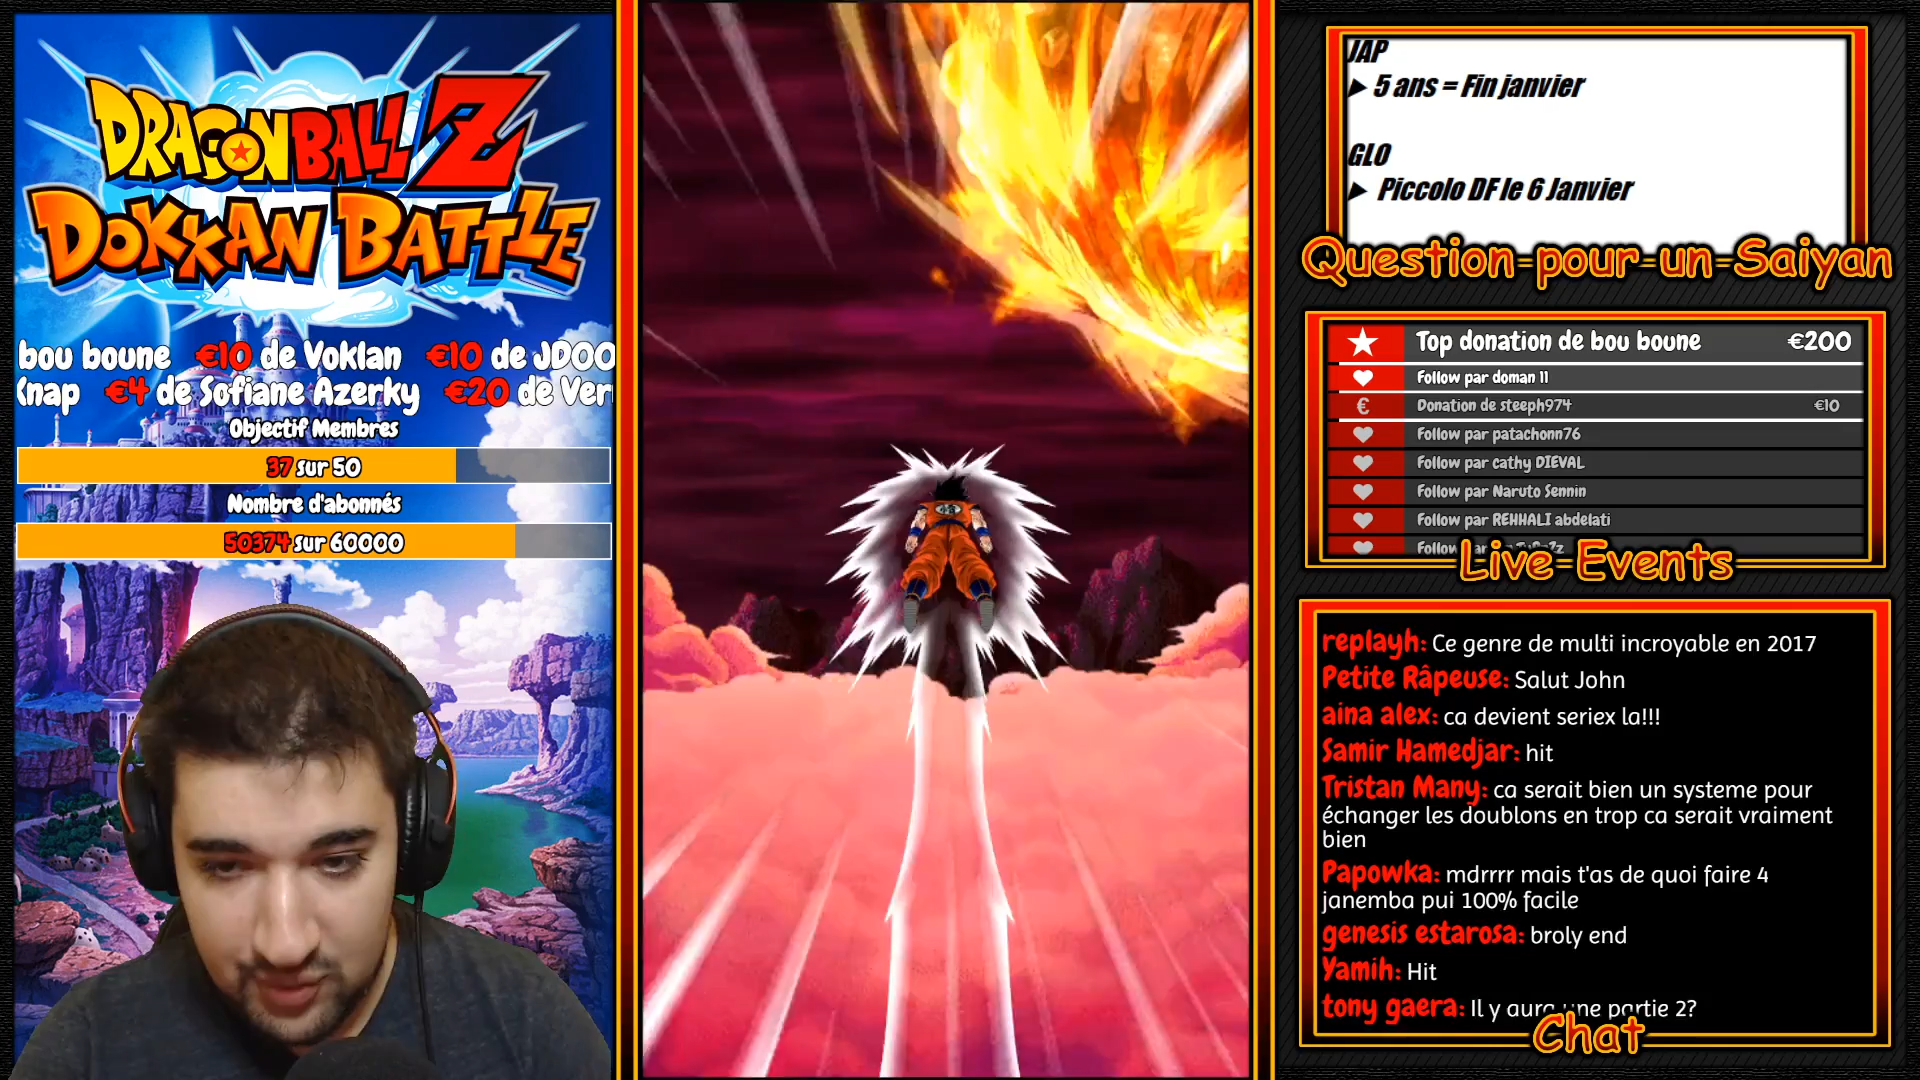 DRAGON BALL Z
DOKKAN BATTLE
bou boune €10 de Voklan €10 de JDOO
Knap €4 de Sofiane Azerky €20 de Ver
Objectif Membres
37 sur 50
Nombre d'abonnés
50374 sur 60000
JAP
▶ 5 ans = Fin janvier
GLO
▶ Piccolo DF le 6 Janvier
Question pour un Saiyan
Top donation de bou boune €200
Follow par doman 11
€ Donation de steeph974 €10
Follow par patachonn76
Follow par cathy DIEVAL
Follow par Naruto Sennin
Follow par REHHALI abdelati
Follow
Live Events
replayh: Ce genre de multi incroyable en 2017
Petite Râpeuse: Salut John
aina alex: ca devient seriex la!!!
Samir Hamedjar: hit
Tristan Many: ca serait bien un systeme pour
échanger les doublons en trop ca serait vraiment
bien
Papowka: mdrrrr mais t'as de quoi faire 4
janemba pui 100% facile
genesis estarosa: broly end
Yamih: Hit
tony gaera: Il y aura une partie 2?
Chat